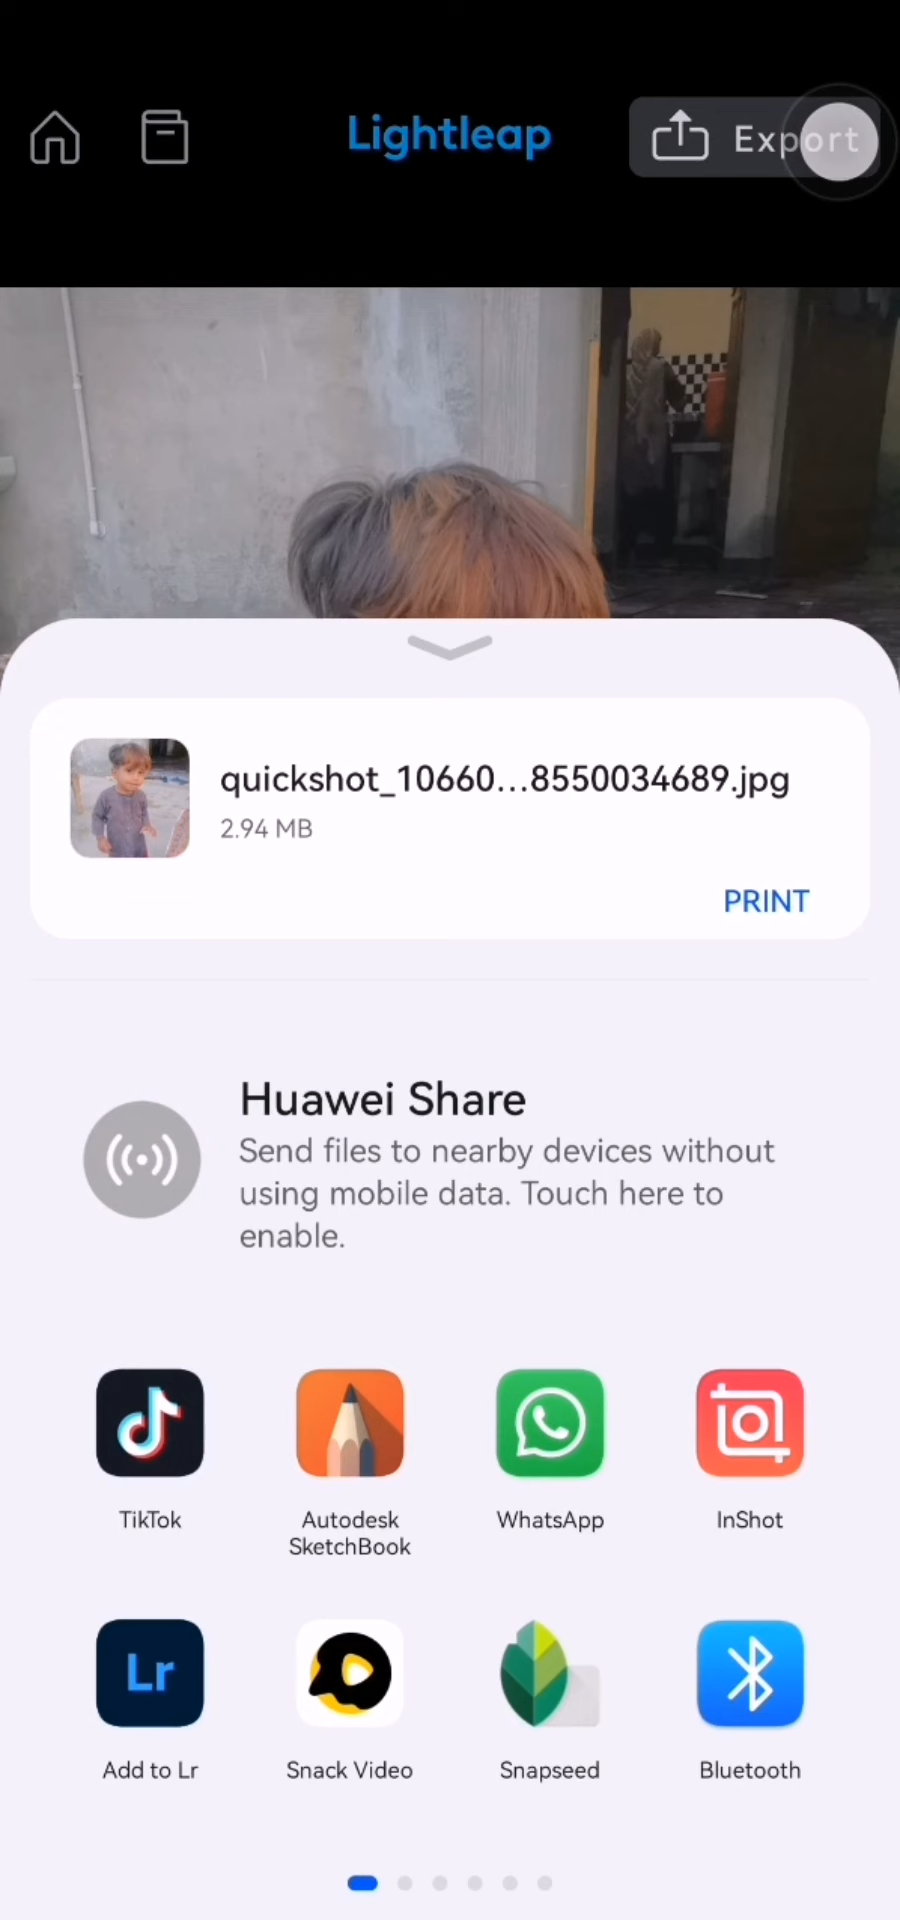 Lightleap
Export
quickshot_10660...8550034689.jpg
2.94 MB
PRINT
Huawei Share
Send files to nearby devices without
using mobile data. Touch here to
enable.
TikTok
Autodesk
SketchBook
WhatsApp
InShot
Lr
Add to Lr
Snack Video
Snapseed
Bluetooth